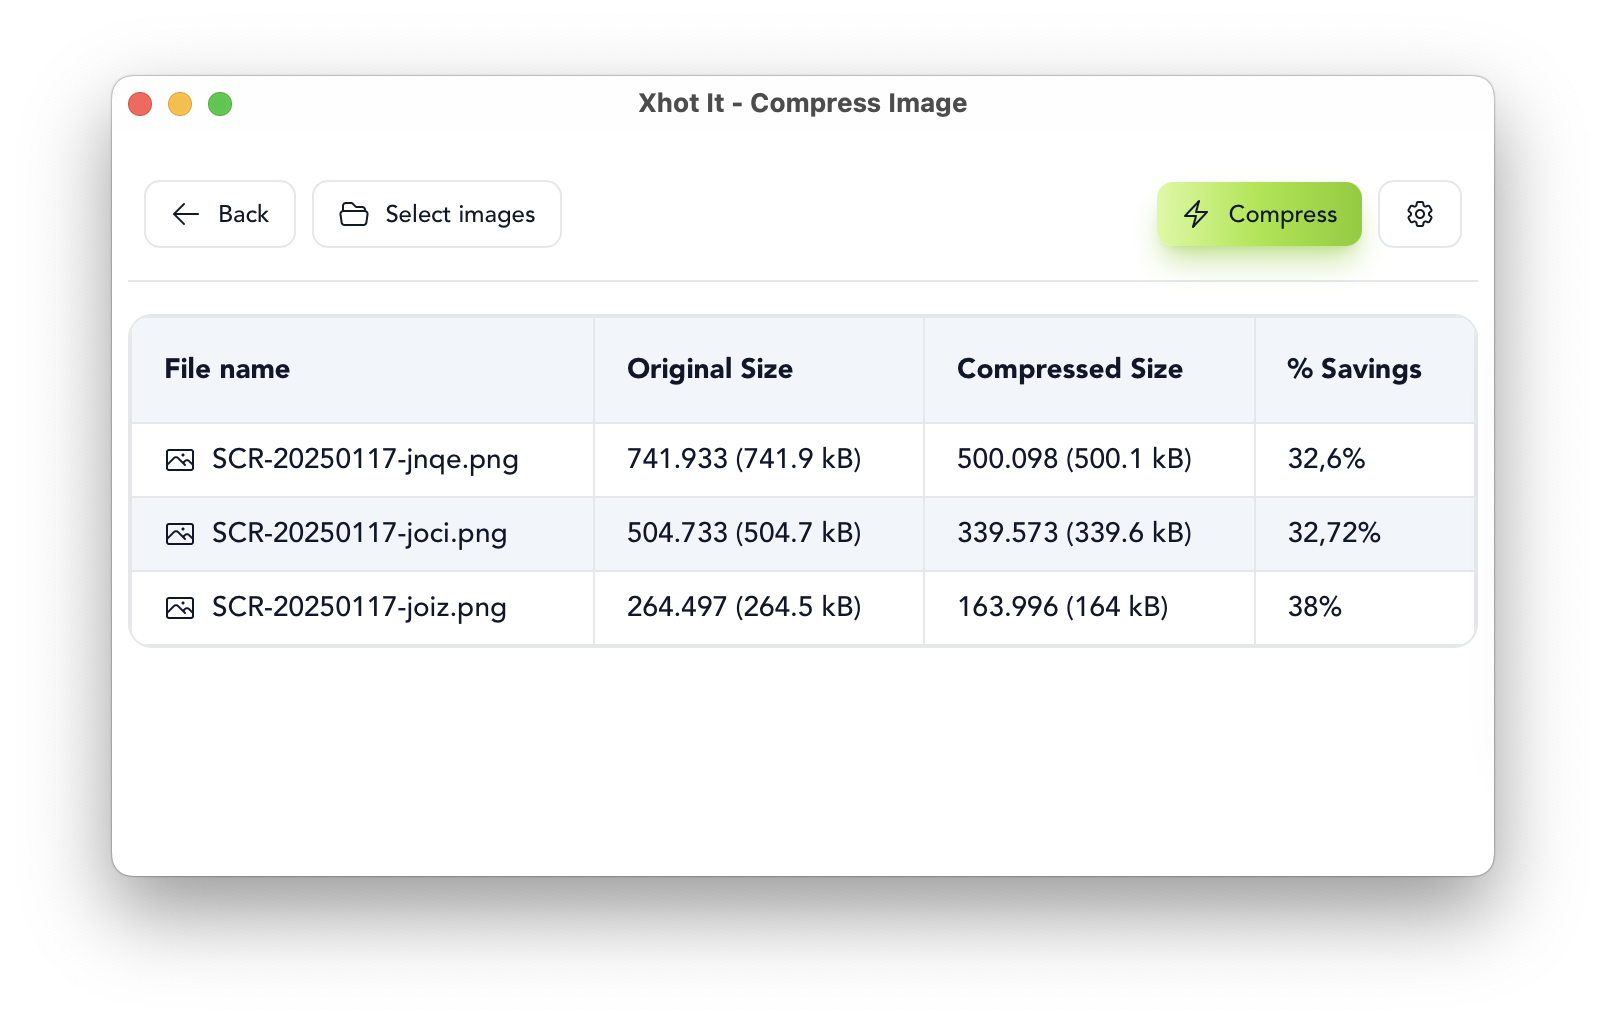 Xhot It - Compress Image
Back
Select images
Compress
File name Original Size Compressed Size % Savings
SCR-20250117-jnqe.png 741.933 (741.9 kB) 500.098 (500.1 kB) 32,6%
SCR-20250117-joci.png 504.733 (504.7 kB) 339.573 (339.6 kB) 32,72%
SCR-20250117-joiz.png 264.497 (264.5 kB) 163.996 (164 kB) 38%